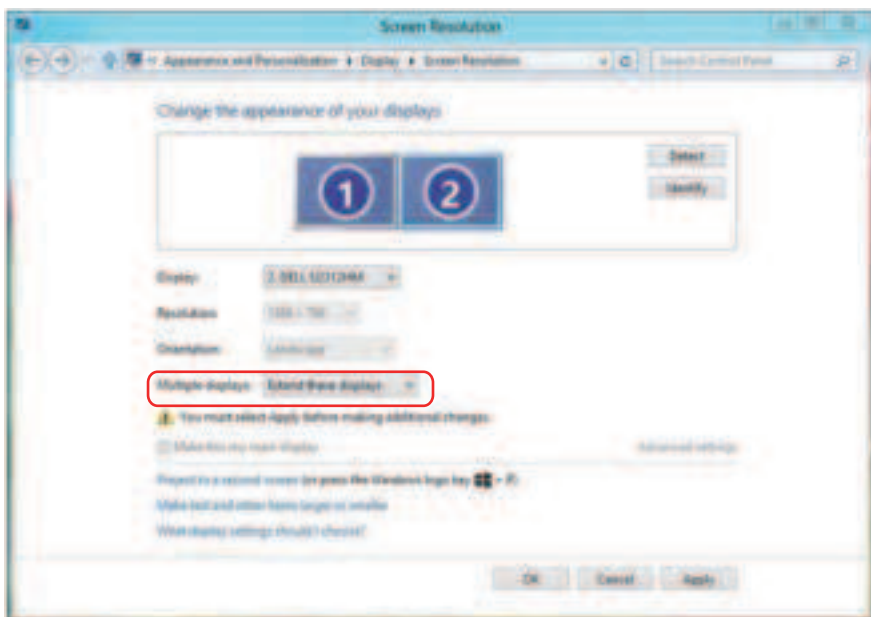 Screen Resolution
Appearance and Personalization Display Screen Resolution Search Control Panel
Change the appearance of your displays
Detect
1 2
Identify
Display: 2. DELL
Resolution:
Orientation: Landscape
Multiple displays: Extend these displays
You must select Apply before making additional changes.
Make this my main display Advanced settings
Project to a second screen (or press the Windows logo key + P)
Make text and other items larger or smaller
What display settings should I choose?
OK Cancel Apply